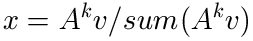 x = A^k v/sum(A^k v)